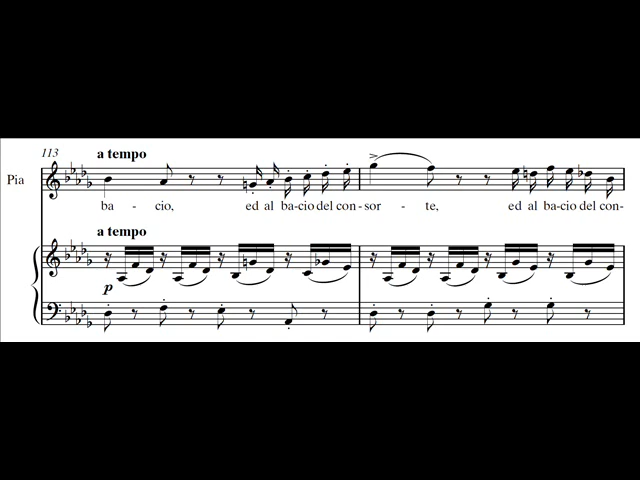 113
a tempo
Pia
ba - cio, ed al ba-cio del con-sor - te, ed al ba-cio del con-
a tempo
p